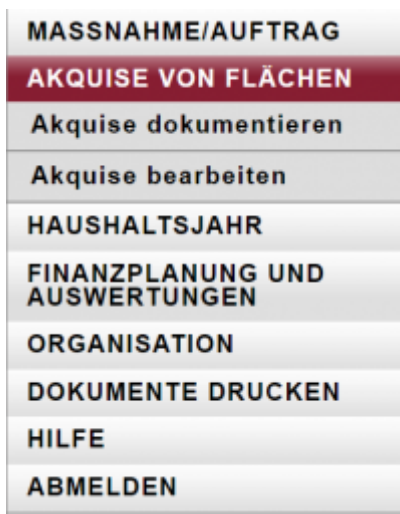 MASSNAHME/AUFTRAG
AKQUISE VON FLÄCHEN
Akquise dokumentieren
Akquise bearbeiten
HAUSHALTSJAHR
FINANZPLANUNG UND
AUSWERTUNGEN
ORGANISATION
DOKUMENTE DRUCKEN
HILFE
ABMELDEN